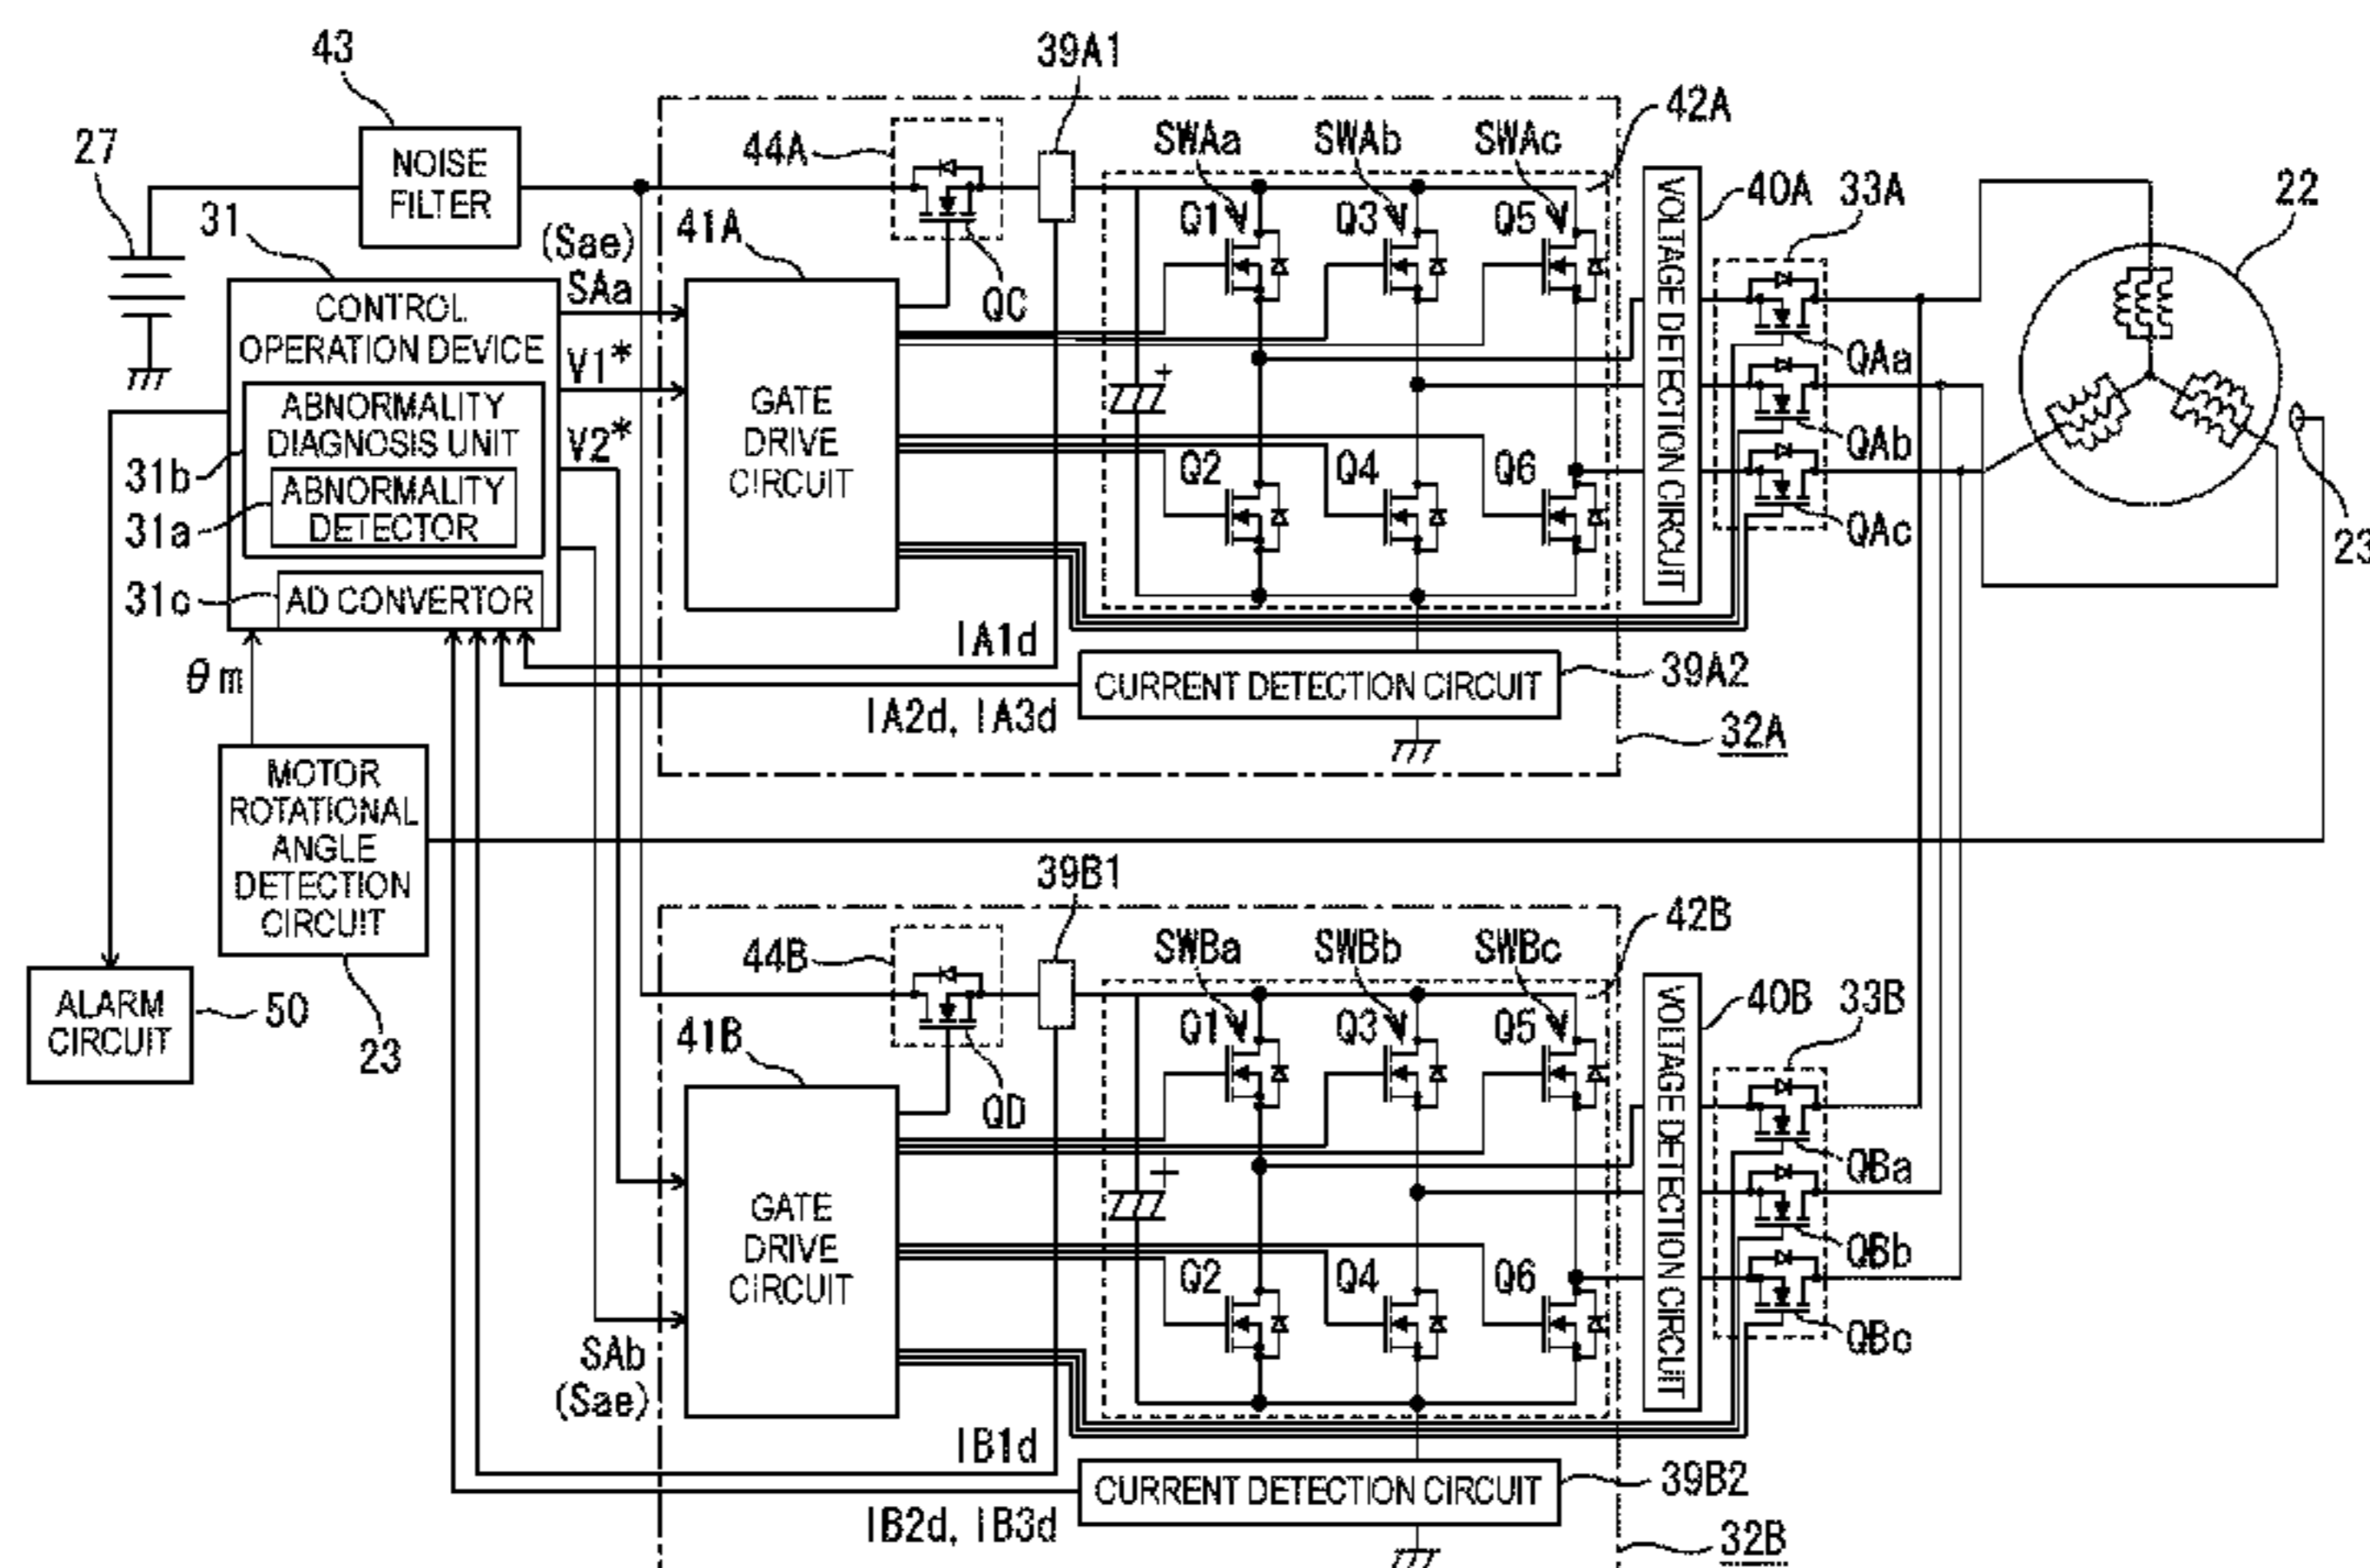 43
39A1
42A
27
NOISE
FILTER
44A
SWAa
SWAb
SWAc
40A
33A
22
31
(Sae)
SAa
41A
QC
Q1
Q3
Q5
VOLTAGE DETECTION CIRCUIT
CONTROL
OPERATION DEVICE
V1*
QAa
ABNORMALITY
DIAGNOSIS UNIT
V2*
GATE
DRIVE
CIRCUIT
+
QAb
31b
ABNORMALITY
DETECTOR
31a
Q2
Q4
Q6
QAc
23
31c
AD CONVERTOR
IA1d
θm
CURRENT DETECTION CIRCUIT
39A2
IA2d, IA3d
32A
MOTOR
ROTATIONAL
ANGLE
DETECTION
CIRCUIT
23
39B1
42B
44B
SWBa
SWBb
SWBc
40B
33B
ALARM
CIRCUIT
50
41B
QD
Q1
Q3
Q5
VOLTAGE DETECTION CIRCUIT
QBa
GATE
DRIVE
CIRCUIT
+
QBb
Q2
Q4
Q6
QBc
SAb
(Sae)
IB1d
CURRENT DETECTION CIRCUIT
39B2
IB2d, IB3d
32B